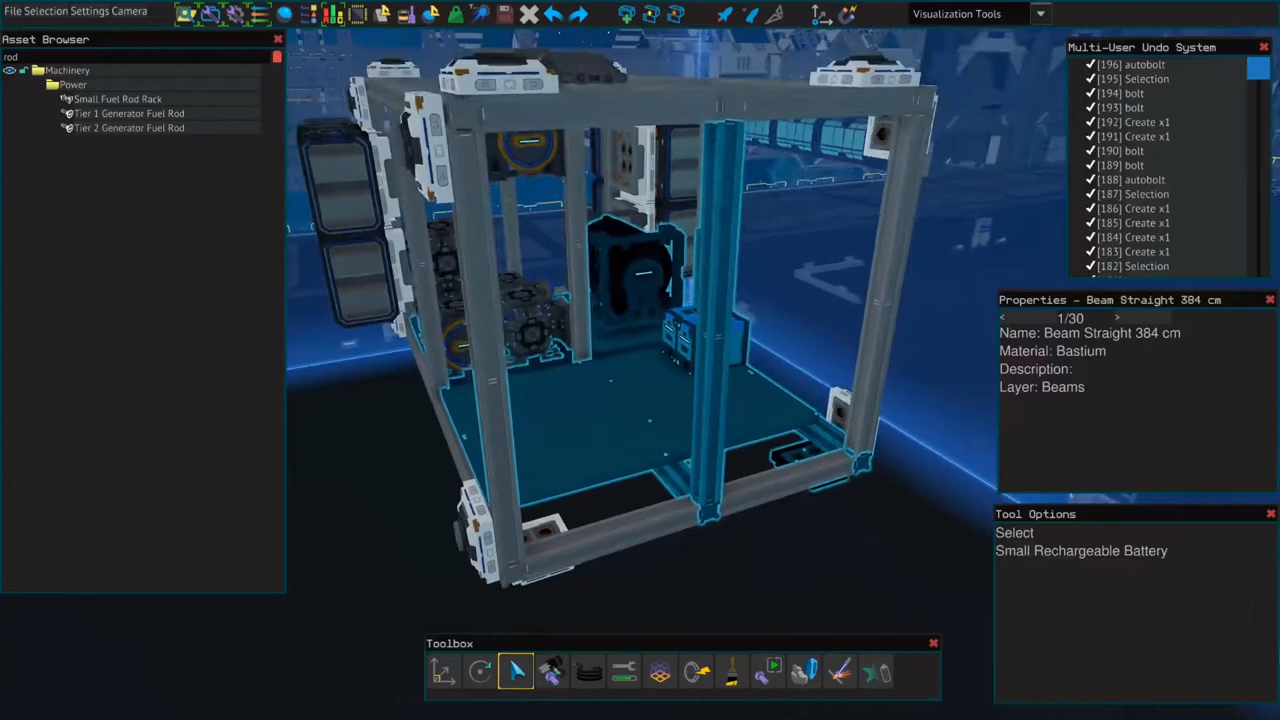 File Selection Settings Camera
Visualization Tools
Asset Browser
rod
Machinery
Power
Small Fuel Rod Rack
Tier 1 Generator Fuel Rod
Tier 2 Generator Fuel Rod
Multi-User Undo System
[196] autobolt
[195] Selection
[194] bolt
[193] bolt
[192] Create x1
[191] Create x1
[190] bolt
[189] bolt
[188] autobolt
[187] Selection
[186] Create x1
[185] Create x1
[184] Create x1
[183] Create x1
[182] Selection
Properties - Beam Straight 384 cm
< 1/30 >
Name: Beam Straight 384 cm
Material: Bastium
Description:
Layer: Beams
Tool Options
Select
Small Rechargeable Battery
Toolbox